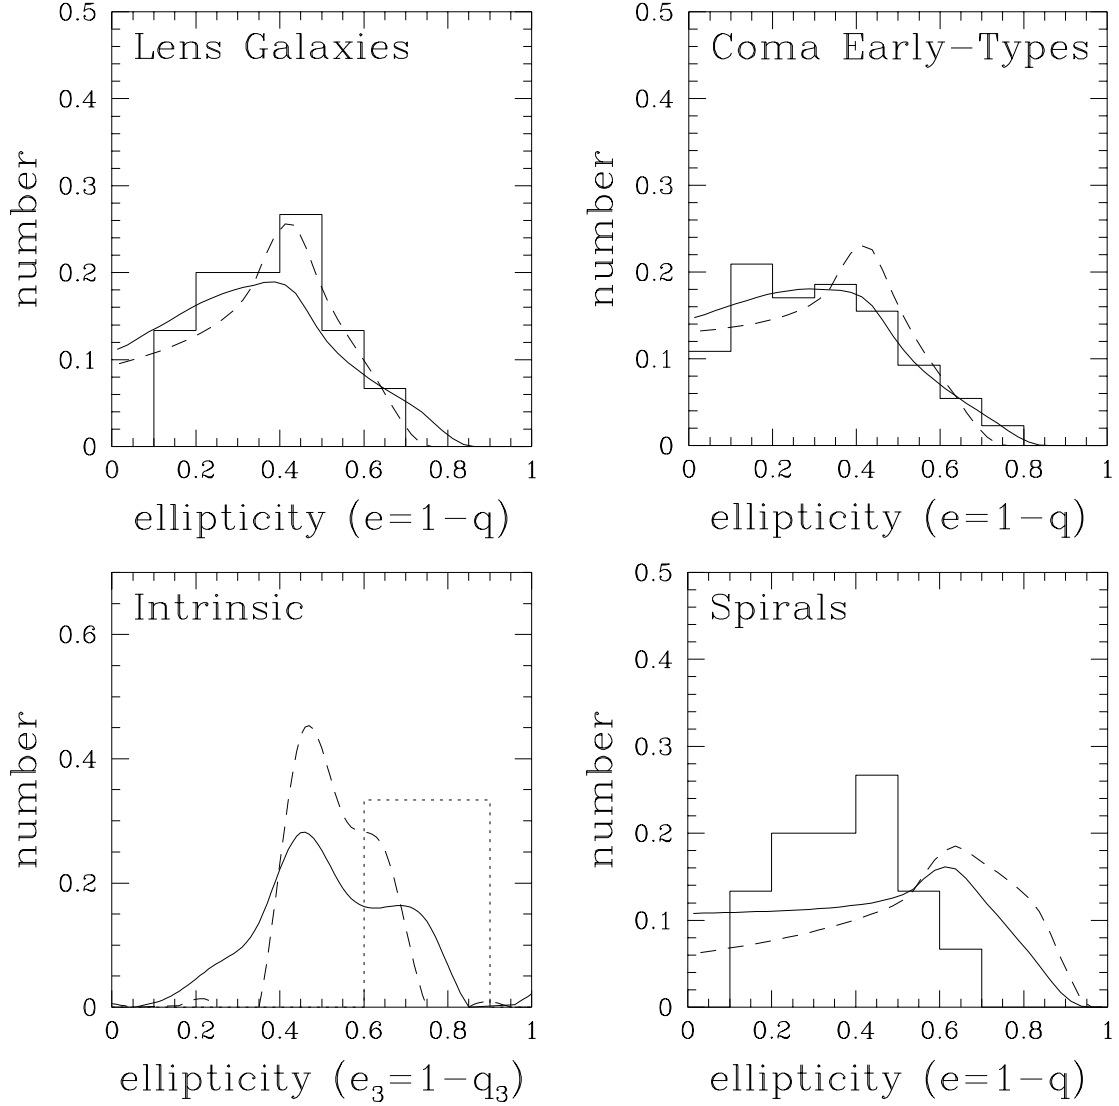 Lens Galaxies
number
0.5
0.4
0.3
0.2
0.1
0
0 0.2 0.4 0.6 0.8 1
ellipticity (e=1−q)
Coma Early−Types
number
0.5
0.4
0.3
0.2
0.1
0
0 0.2 0.4 0.6 0.8 1
ellipticity (e=1−q)
Intrinsic
number
0.6
0.4
0.2
0
0 0.2 0.4 0.6 0.8 1
ellipticity (e₃=1−q₃)
Spirals
number
0.5
0.4
0.3
0.2
0.1
0
0 0.2 0.4 0.6 0.8 1
ellipticity (e=1−q)